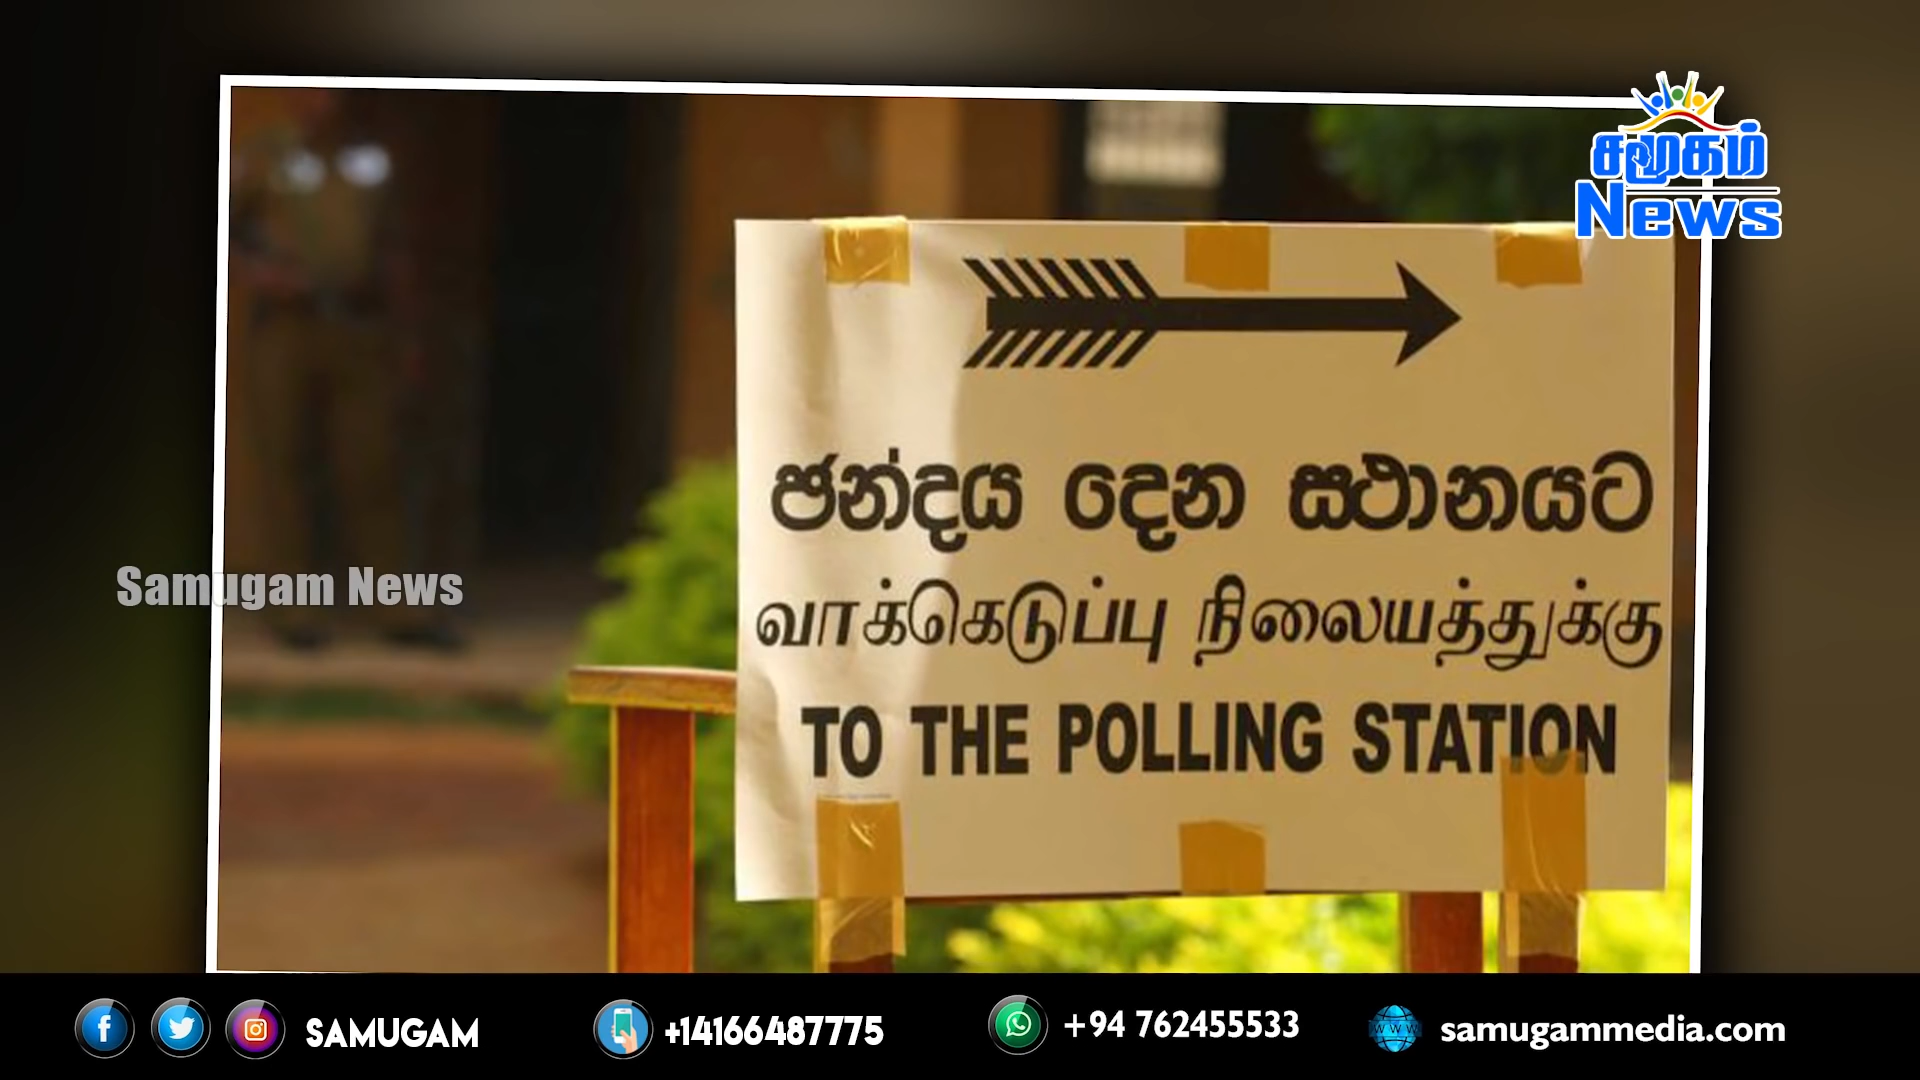 சமூகம்
News
ඡන්දය දෙන ස්ථානයට
வாக்கெடுப்பு நிலையத்துக்கு
TO THE POLLING STATION
Samugam News
SAMUGAM
+14166487775
+94 762455533
samugammedia.com